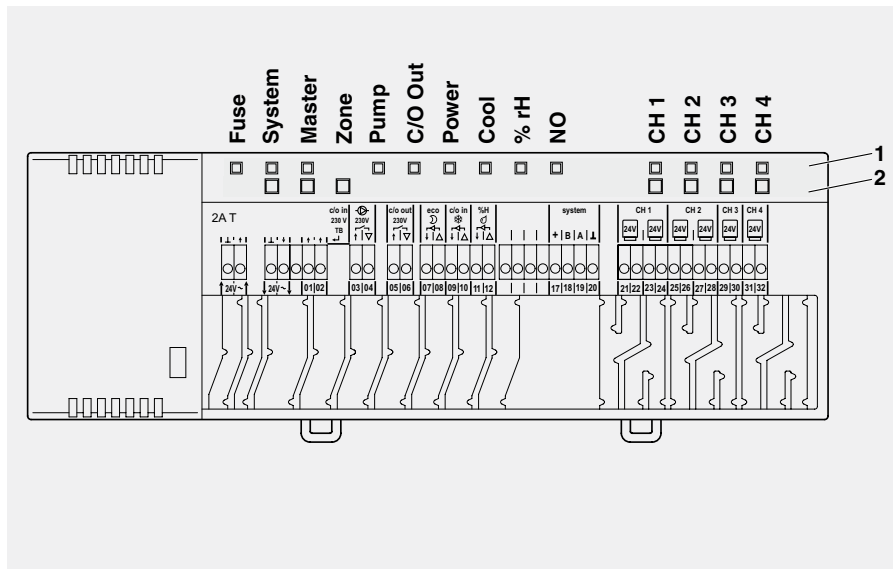 Fuse System Master Zone Pump C/O Out Power Cool % rH NO CH 1 CH 2 CH 3 CH 4
1
2
2A T
c/o in 230 V TB
230V
c/o out 230V
eco
c/o in
%H
system
CH 1 CH 2 CH 3 CH 4
24V 24V 24V 24V 24V 24V
+ B A
24V ~ 24V ~ 01 02 03 04 05 06 07 08 09 10 11 12 17 18 19 20 21 22 23 24 25 26 27 28 29 30 31 32